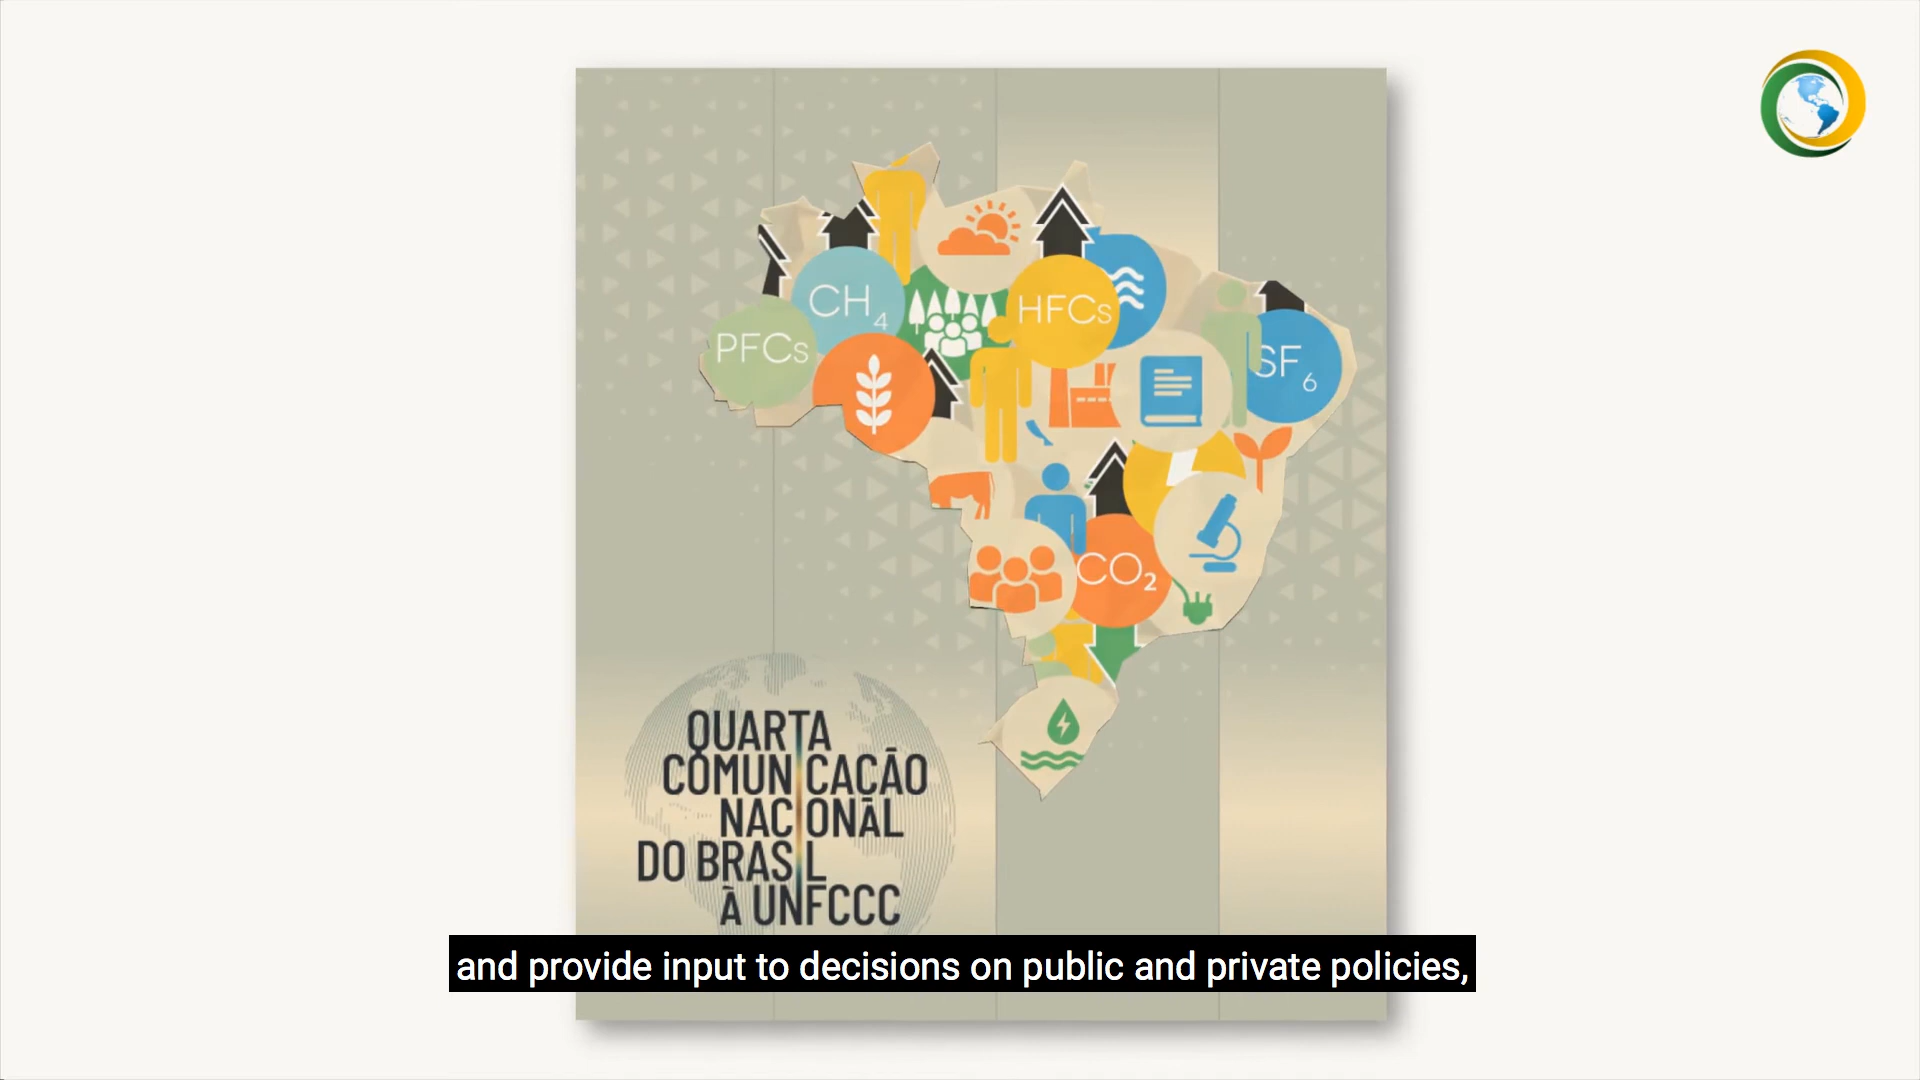 CH4
HFCs
PFCs
SF6
CO2
QUARTA
COMUNICAÇÃO
NACIONAL
DO BRASIL
À UNFCCC
and provide input to decisions on public and private policies,